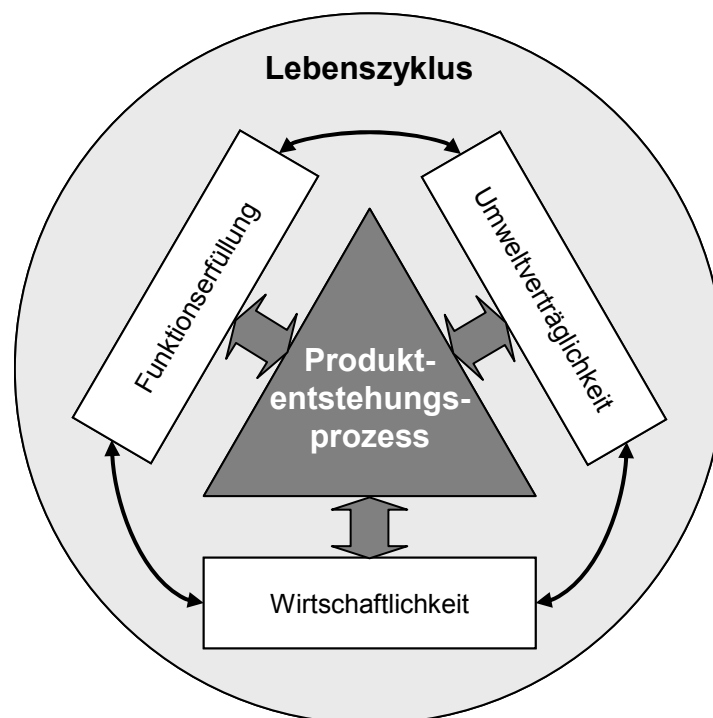 Lebenszyklus
Funktionserfüllung
Umweltverträglichkeit
Produkt-
entstehungs-
prozess
Wirtschaftlichkeit